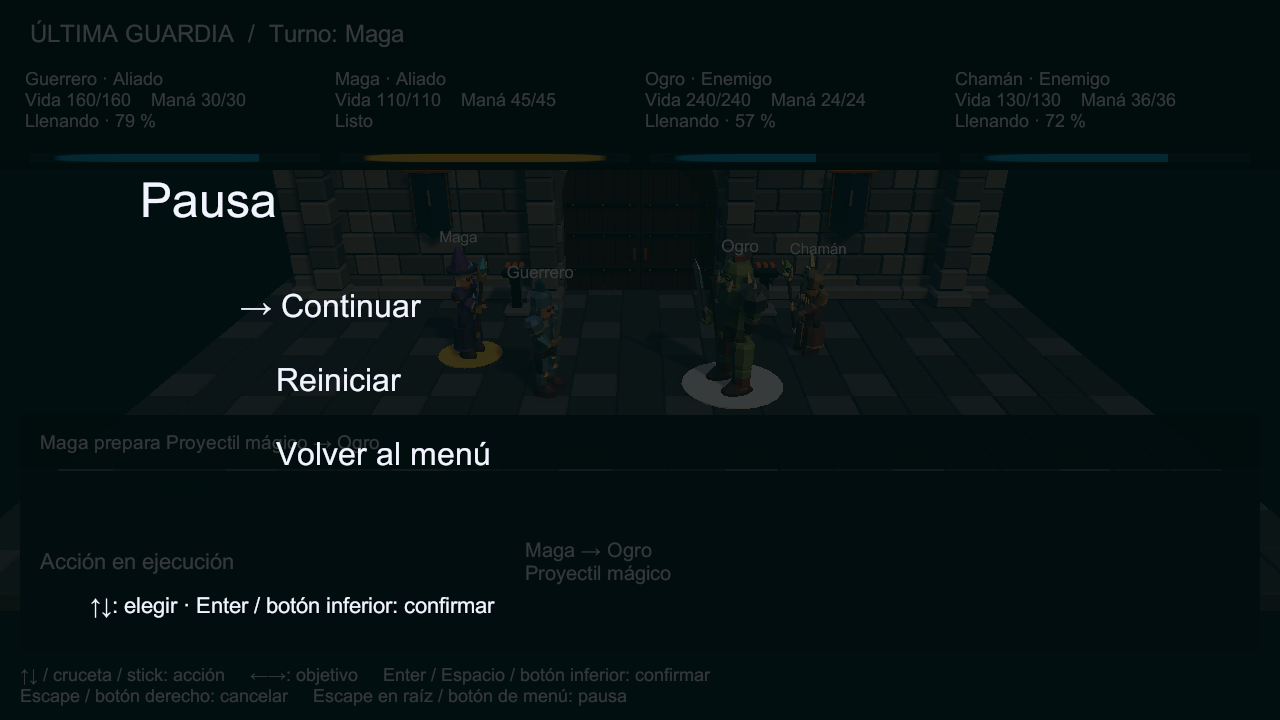 ÚLTIMA GUARDIA / Turno: Maga
Guerrero · Aliado
Vida 160/160 Maná 30/30
Llenando · 79 %
Maga · Aliado
Vida 110/110 Maná 45/45
Listo
Ogro · Enemigo
Vida 240/240 Maná 24/24
Llenando · 57 %
Chamán · Enemigo
Vida 130/130 Maná 36/36
Llenando · 72 %
Pausa
Maga
Guerrero
Ogro
Chamán
→ Continuar
Reiniciar
Maga prepara Proyectil mágico → Ogro
Volver al menú
Acción en ejecución
Maga → Ogro
Proyectil mágico
↑↓: elegir · Enter / botón inferior: confirmar
↑↓ / cruceta / stick: acción ←→: objetivo Enter / Espacio / botón inferior: confirmar
Escape / botón derecho: cancelar Escape en raíz / botón de menú: pausa